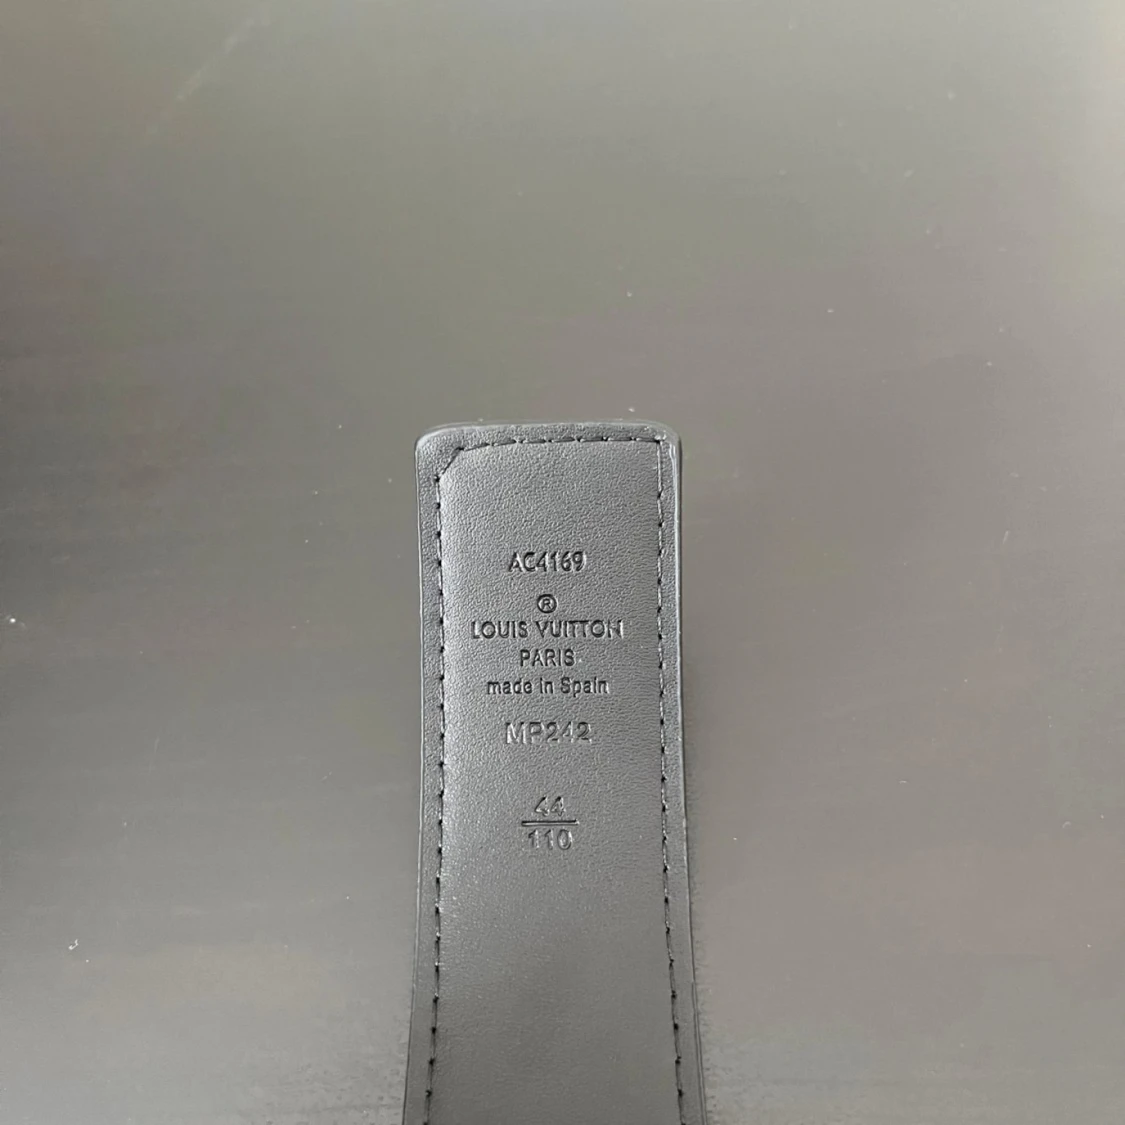 AC4169
®
LOUIS VUITTON
PARIS
made in Spain
MP242
44
110